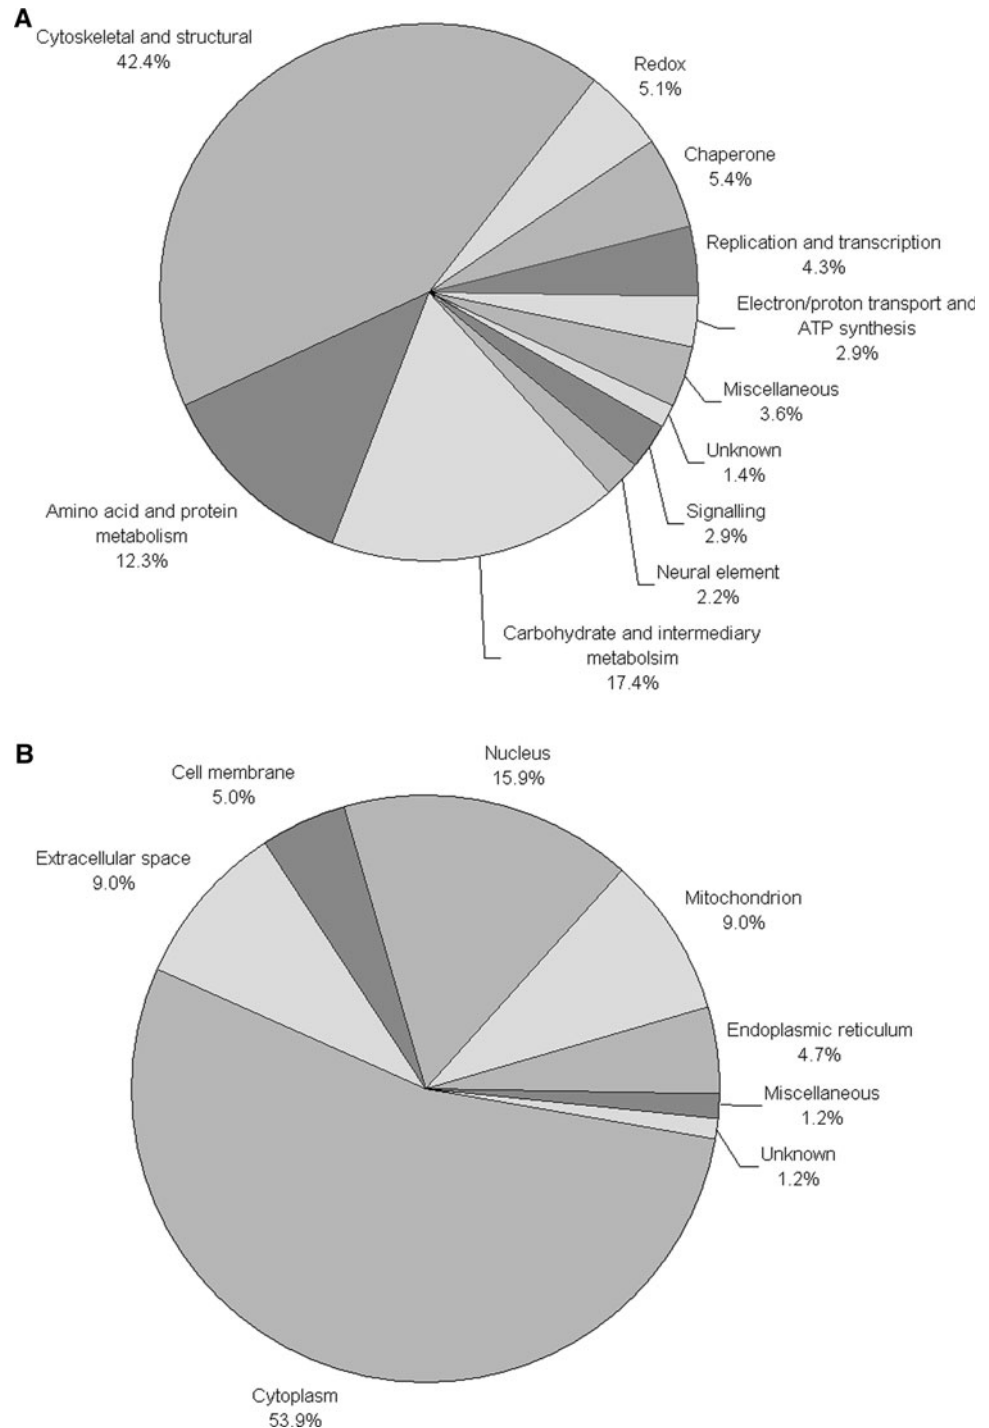 A
Cytoskeletal and structural
42.4%
Redox
5.1%
Chaperone
5.4%
Replication and transcription
4.3%
Electron/proton transport and
ATP synthesis
2.9%
Miscellaneous
3.6%
Unknown
1.4%
Signalling
2.9%
Neural element
2.2%
Carbohydrate and intermediary
metabolsim
17.4%
Amino acid and protein
metabolism
12.3%
B
Nucleus
15.9%
Cell membrane
5.0%
Extracellular space
9.0%
Mitochondrion
9.0%
Endoplasmic reticulum
4.7%
Miscellaneous
1.2%
Unknown
1.2%
Cytoplasm
53.9%